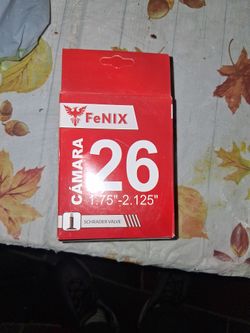 FeNIX
CÁMARA
26
1.75"-2.125"
SCHRADER VALVE